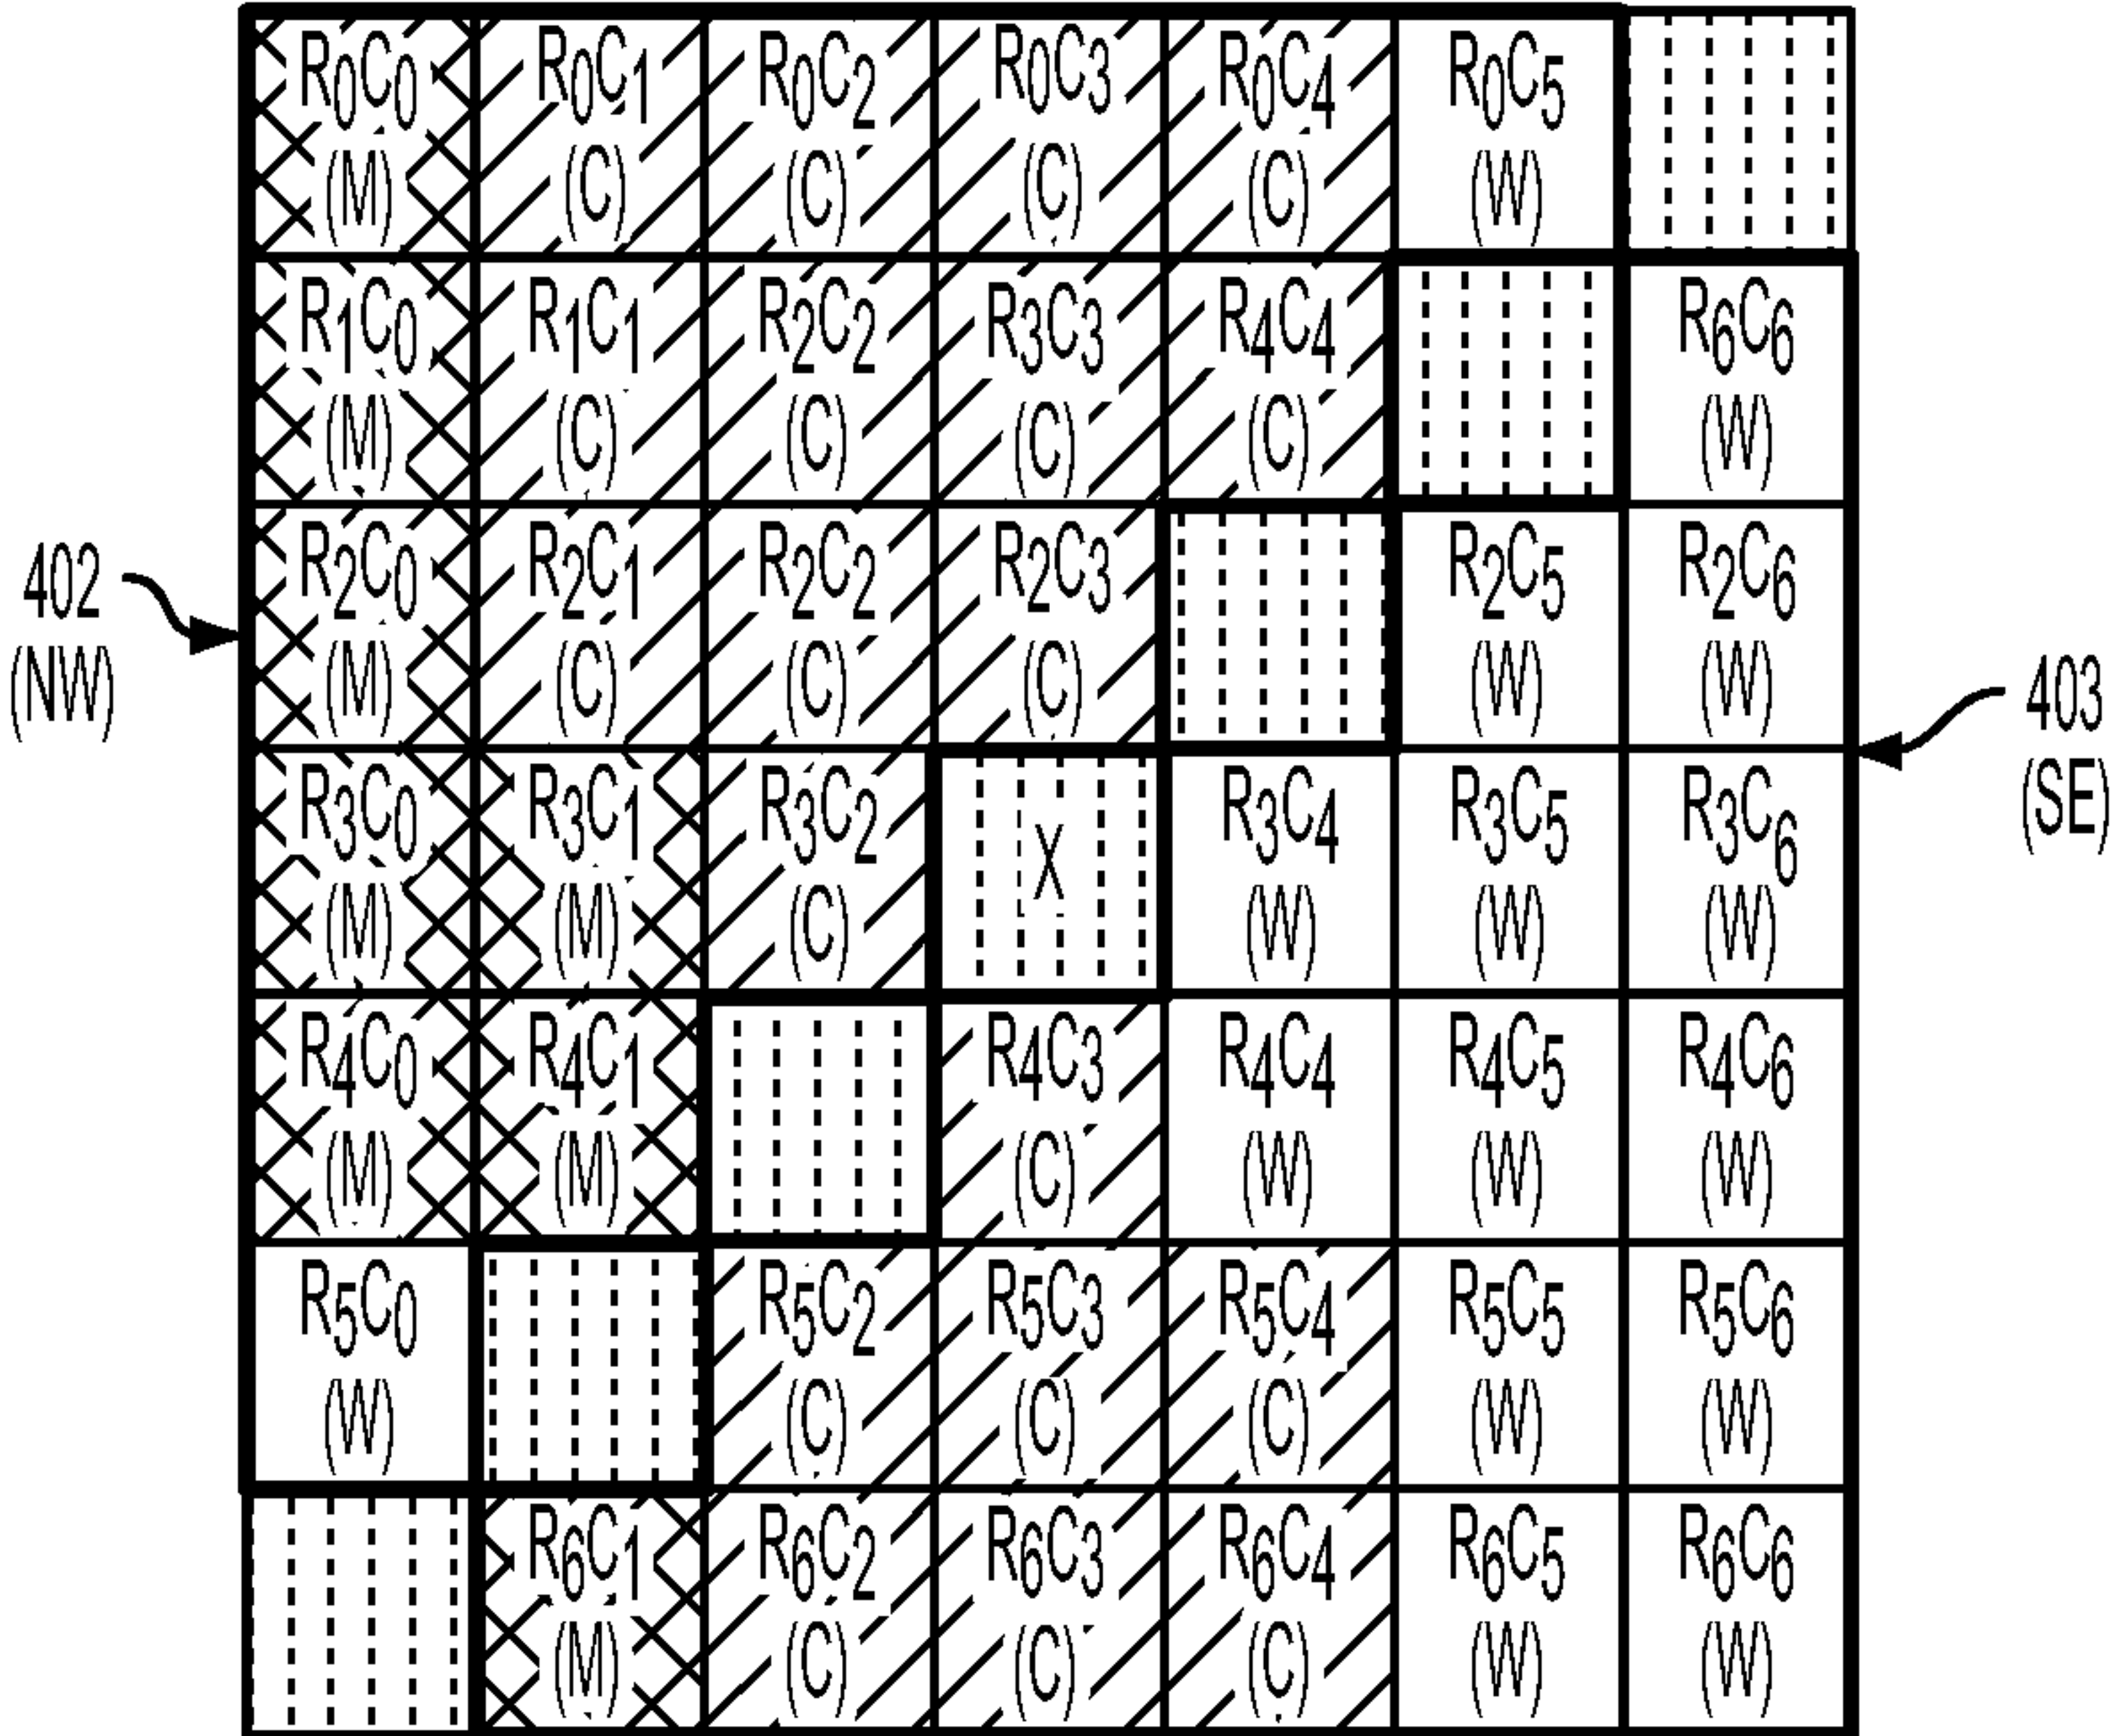 R0C0 R0C1 R0C2 R0C3 R0C4 R0C5
(M) (C) (C) (C) (C) (W)
R1C0 R1C1 R2C2 R3C3 R4C4 R6C6
(M) (C) (C) (C) (C) (W)
R2C0 R2C1 R2C2 R2C3 R2C5 R2C6
(M) (C) (C) (C) (W) (W)
402
(NW)
403
(SE)
R3C0 R3C1 R3C2 X R3C4 R3C5 R3C6
(M) (M) (C) (W) (W) (W)
R4C0 R4C1 R4C3 R4C4 R4C5 R4C6
(M) (M) (C) (W) (W) (W)
R5C0 R5C2 R5C3 R5C4 R5C5 R5C6
(W) (C) (C) (C) (W) (W)
R6C1 R6C2 R6C3 R6C4 R6C5 R6C6
(M) (C) (C) (C) (W) (W)